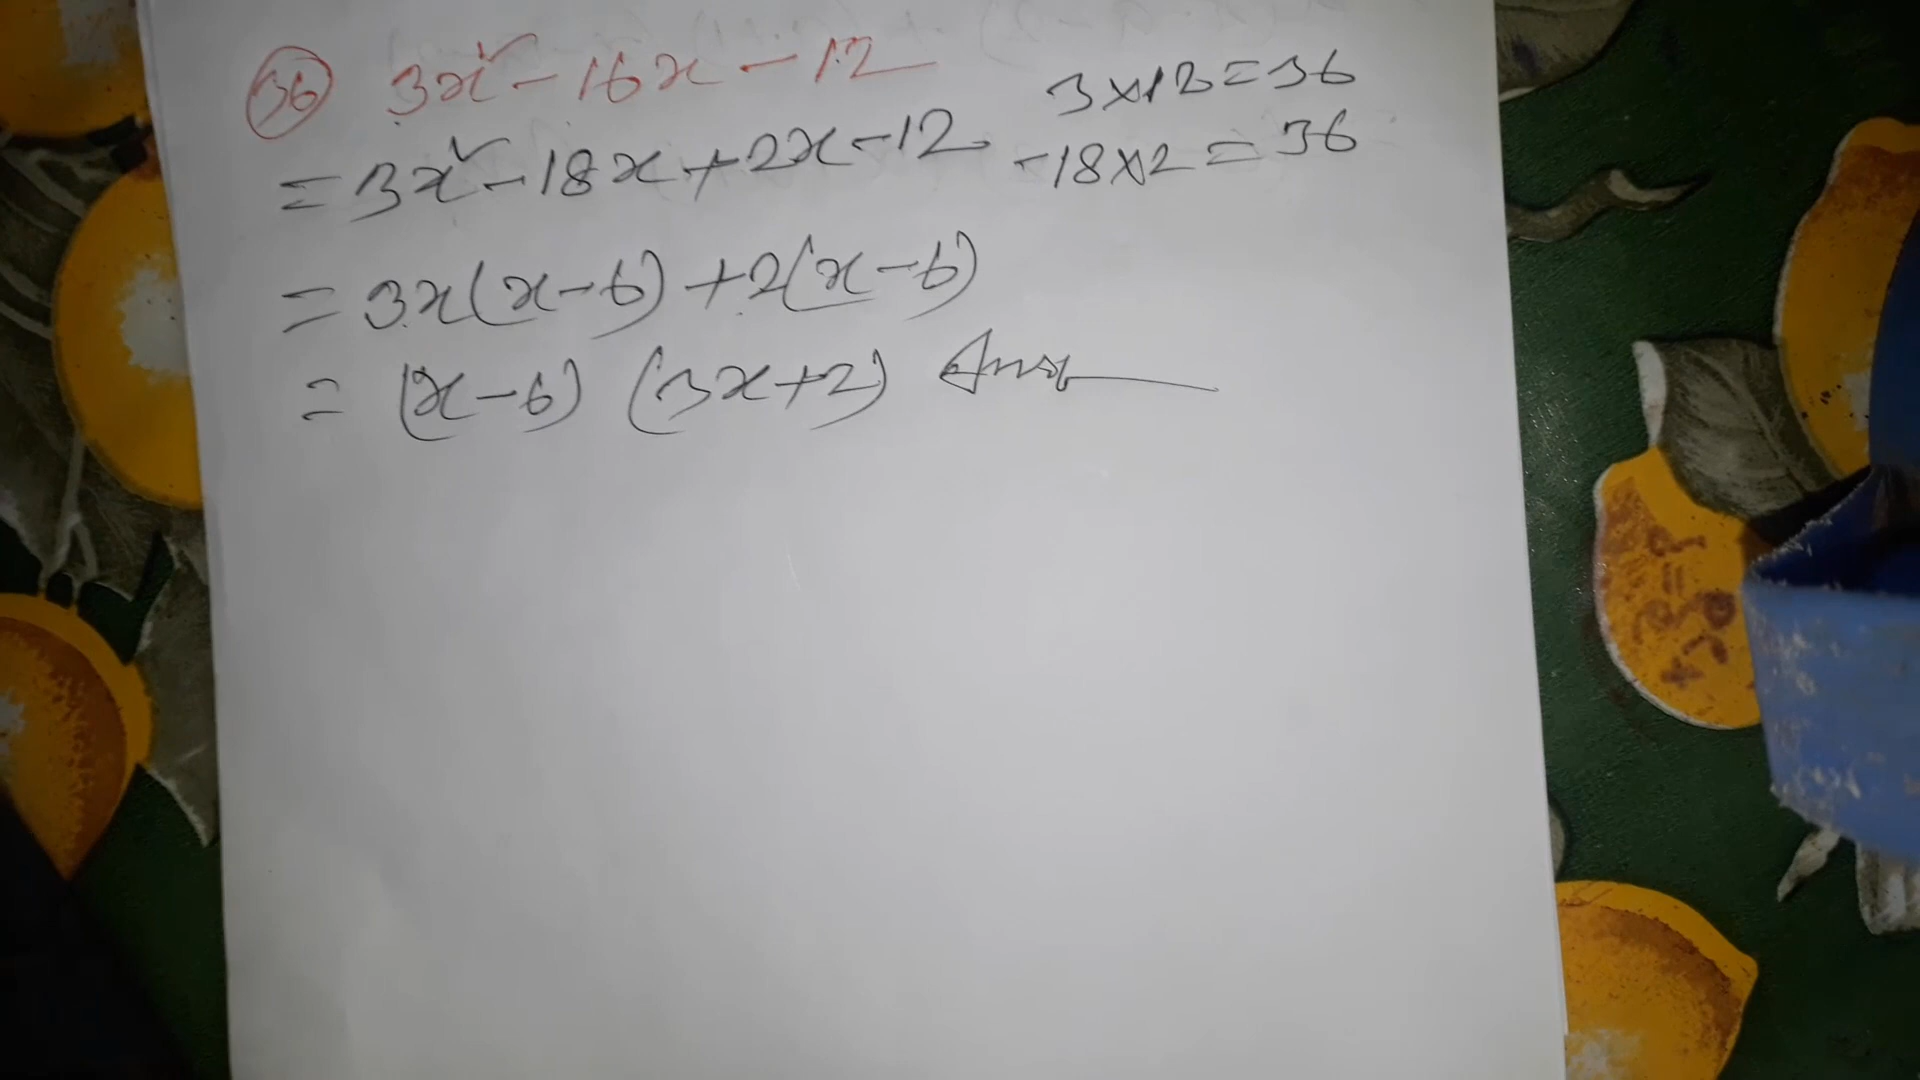 36 3x² - 16x - 12
3×12=36
= 3x² - 18x + 2x - 12
-18×2 = 36
= 3x(x-6) + 2(x-6)
= (x-6) (3x+2) Ans